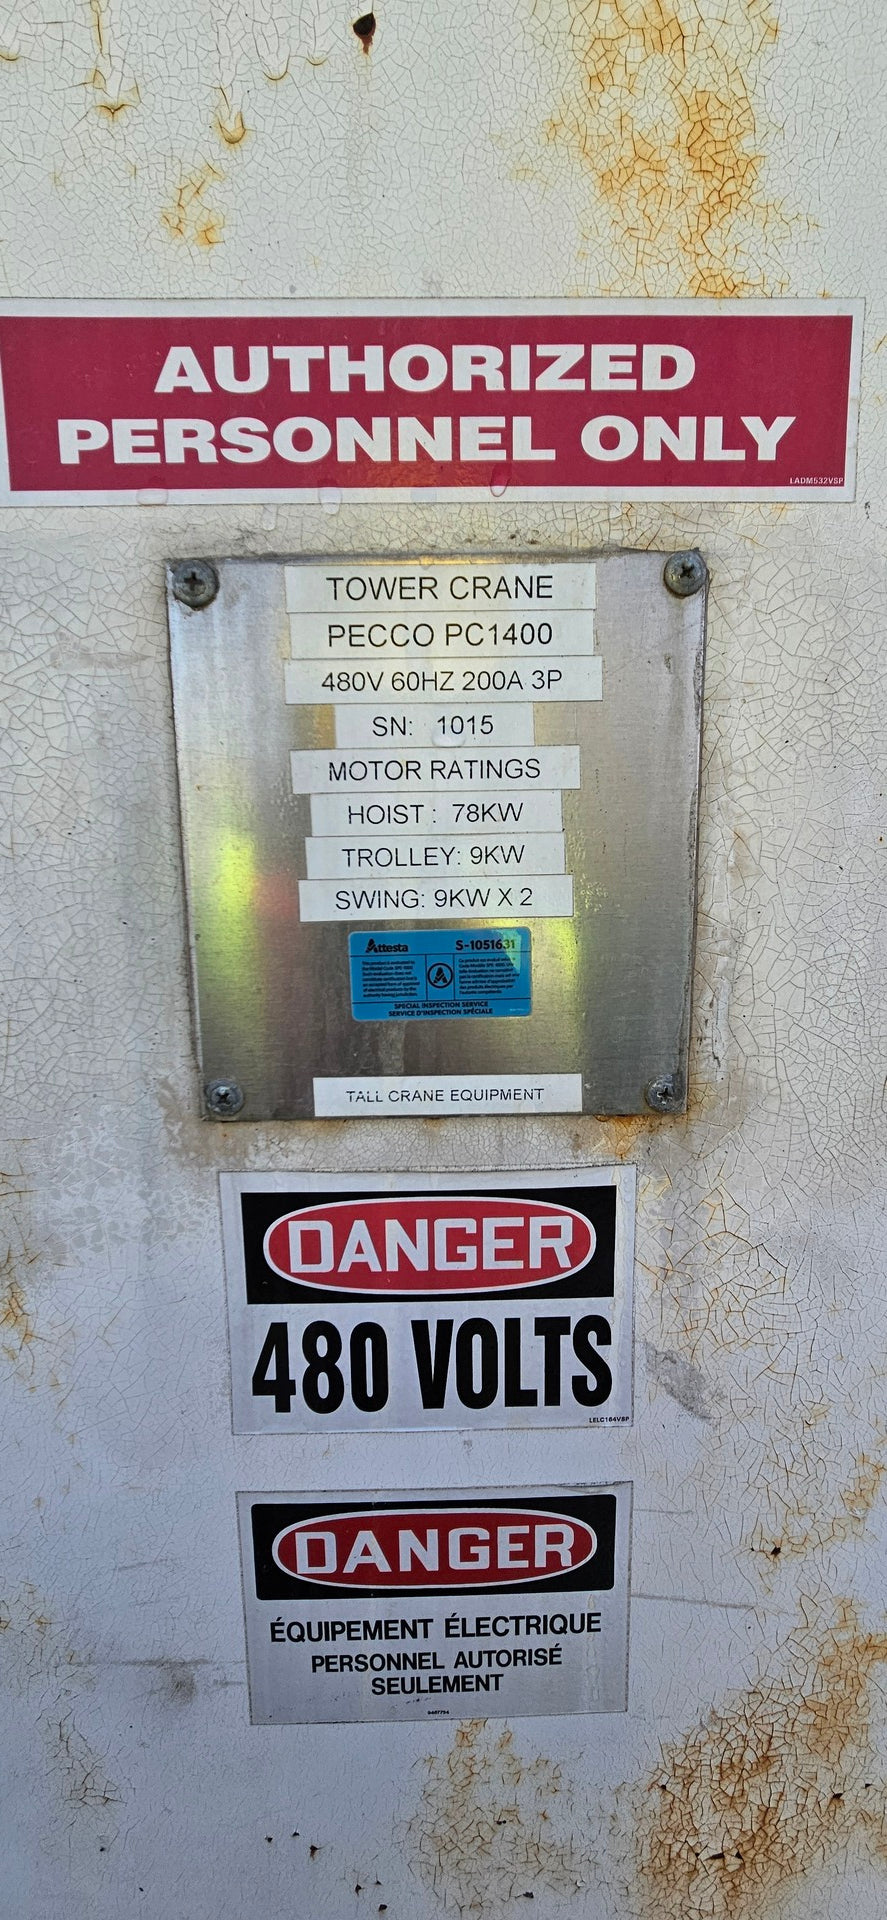 AUTHORIZED
PERSONNEL ONLY
LADM532VSP
TOWER CRANE
PECCO PC1400
480V 60HZ 200A 3P
SN: 1015
MOTOR RATINGS
HOIST : 78KW
TROLLEY: 9KW
SWING: 9KW X 2
Attesta S-1051631
SPECIAL INSPECTION SERVICE
SERVICE D'INSPECTION SPÉCIALE
TALL CRANE EQUIPMENT
DANGER
480 VOLTS
LELC164VSP
DANGER
ÉQUIPEMENT ÉLECTRIQUE
PERSONNEL AUTORISÉ
SEULEMENT